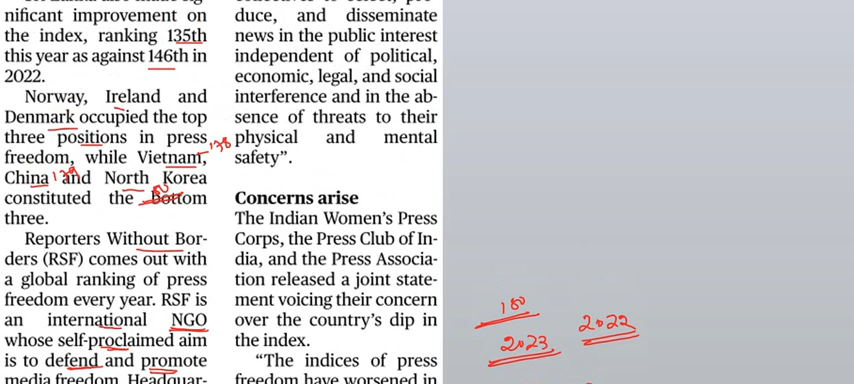 nificant improvement on
the index, ranking 135th
this year as against 146th in
2022.
Norway, Ireland and
Denmark occupied the top
three positions in press
freedom, while Vietnam,
China and North Korea
constituted the Bottom
three.
Reporters Without Bor-
ders (RSF) comes out with
a global ranking of press
freedom every year. RSF is
an international NGO
whose self-proclaimed aim
is to defend and promote
media freedom. Headquar-
duce, and disseminate
news in the public interest
independent of political,
economic, legal, and social
interference and in the ab-
sence of threats to their
physical and mental
safety”.
Concerns arise
The Indian Women’s Press
Corps, the Press Club of In-
dia, and the Press Associa-
tion released a joint state-
ment voicing their concern
over the country’s dip in
the index.
“The indices of press
freedom have worsened in
180
2023
2022